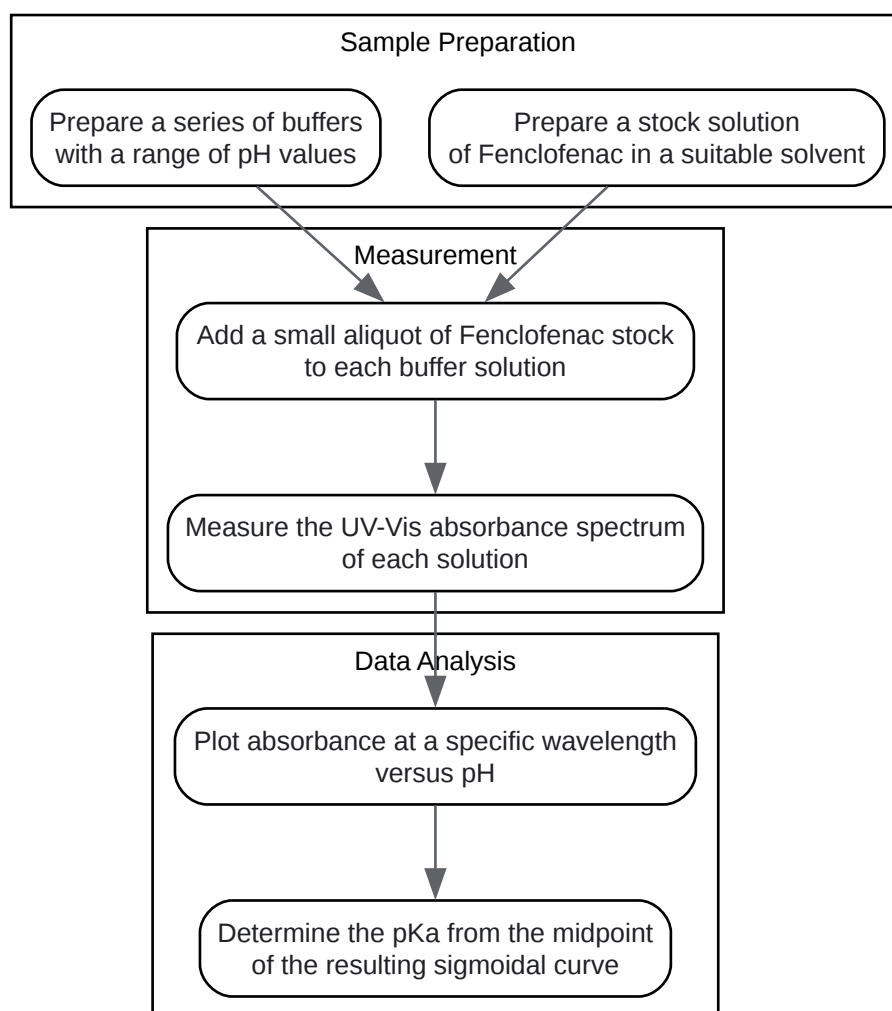 Sample Preparation
Prepare a series of buffers
with a range of pH values
Prepare a stock solution
of Fenclofenac in a suitable solvent
Measurement
Add a small aliquot of Fenclofenac stock
to each buffer solution
Measure the UV-Vis absorbance spectrum
of each solution
Data Analysis
Plot absorbance at a specific wavelength
versus pH
Determine the pKa from the midpoint
of the resulting sigmoidal curve